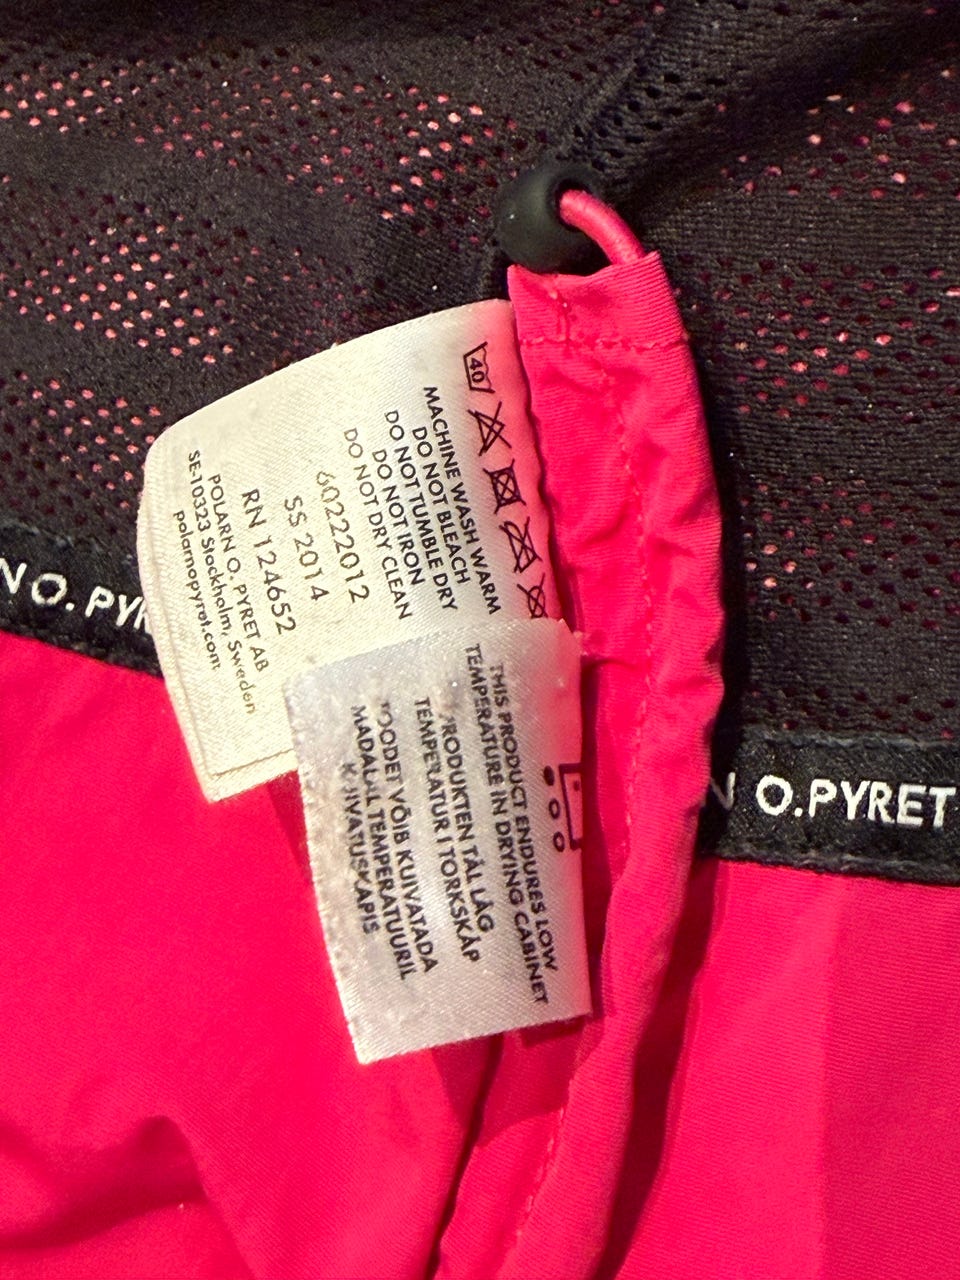 40
MACHINE WASH WARM
DO NOT BLEACH
DO NOT TUMBLE DRY
DO NOT IRON
DO NOT DRY CLEAN
60222012
SS 2014
RN 124652
POLARN O. PYRET AB
SE-10323 Stockholm, Sweden
polarnopyret.com
THIS PRODUCT ENDURES LOW
TEMPERATURE IN DRYING CABINET
PRODUKTEN TÅL LÅG
TEMPERATUR I TORKSKÅP
TOODET VÕIB KUIVATADA
MADALAL TEMPERATUURIL
KUIVATUSKAPIS
N O. PYR
N O.PYRET